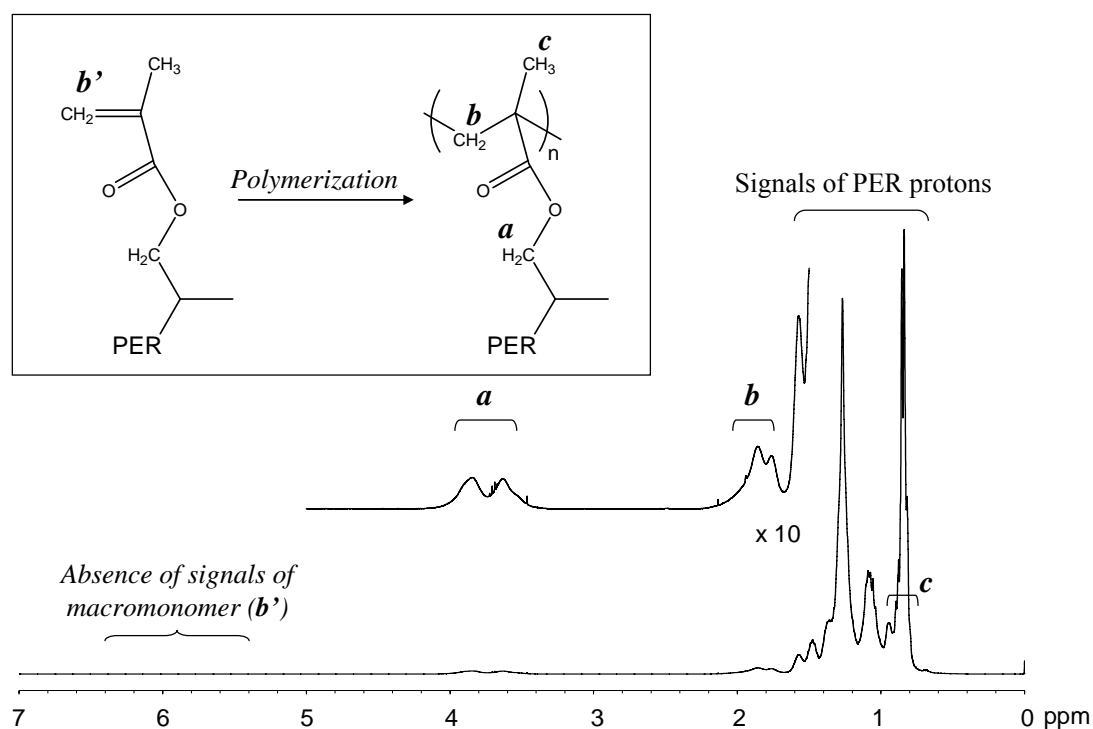 b'
CH3
CH2
O
O
H2C
PER
Polymerization
c
CH3
b
CH2
n
O
O
a
H2C
PER
Signals of PER protons
a
b
x 10
Absence of signals of
macromonomer (b')
c
7 6 5 4 3 2 1 0 ppm